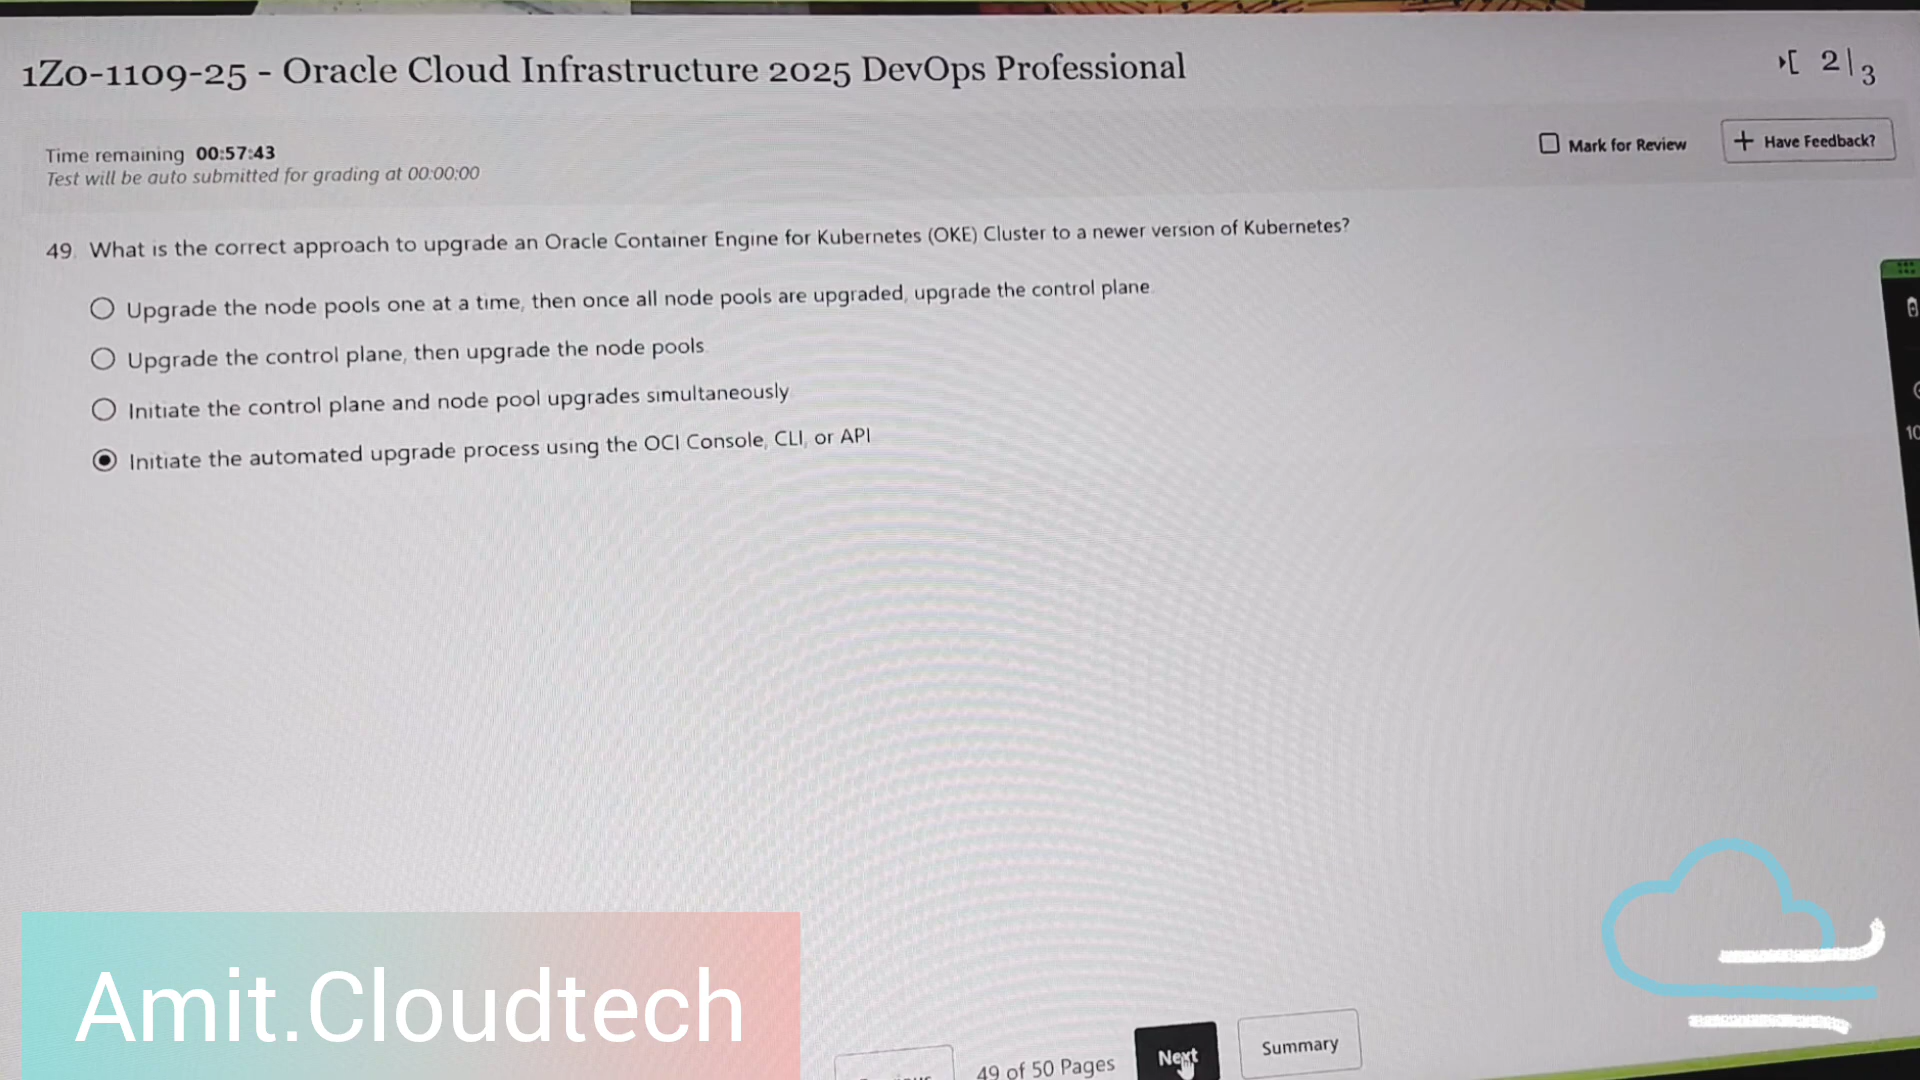 1Z0-1109-25 - Oracle Cloud Infrastructure 2025 DevOps Professional
2|3
Time remaining 00:57:43
Test will be auto submitted for grading at 00:00:00
Mark for Review
+ Have Feedback?
49. What is the correct approach to upgrade an Oracle Container Engine for Kubernetes (OKE) Cluster to a newer version of Kubernetes?
Upgrade the node pools one at a time, then once all node pools are upgraded, upgrade the control plane
Upgrade the control plane, then upgrade the node pools
Initiate the control plane and node pool upgrades simultaneously
Initiate the automated upgrade process using the OCI Console, CLI, or API
10
Amit.Cloudtech
49 of 50 Pages
Next
Summary